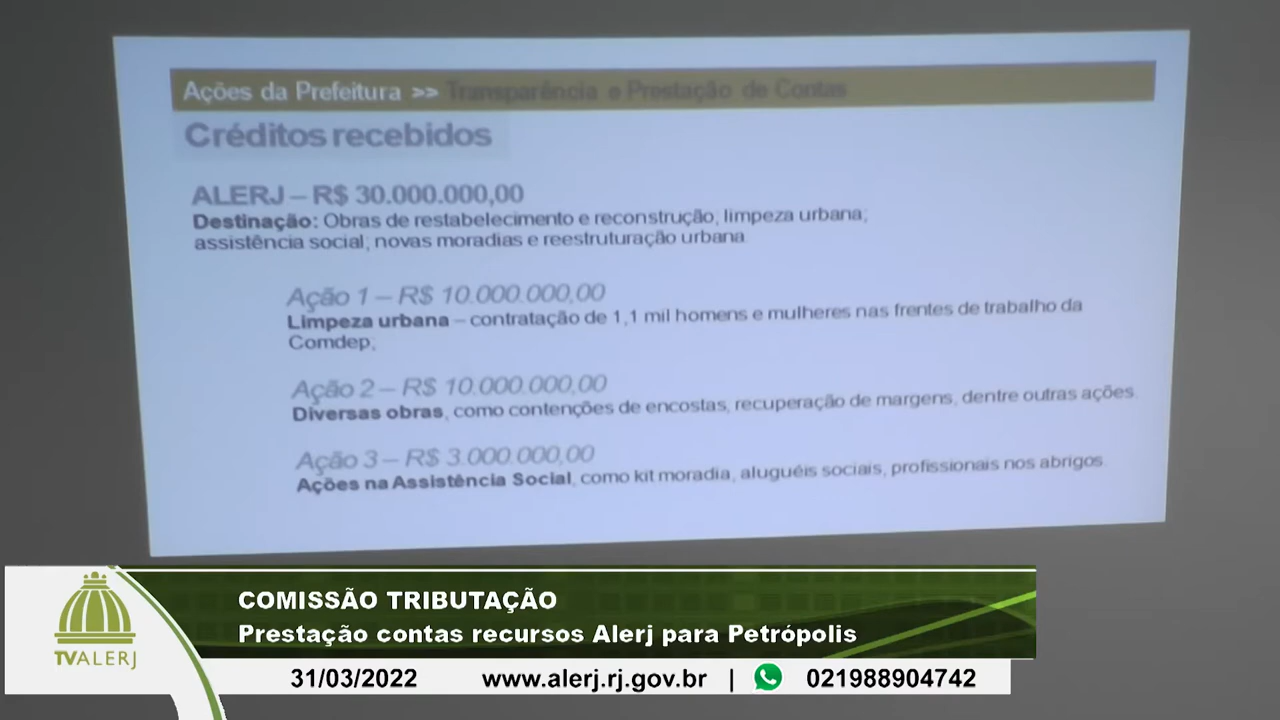 Ações da Prefeitura >> Transparência e Prestação de Contas
Créditos recebidos
ALERJ – R$ 30.000.000,00
Destinação: Obras de restabelecimento e reconstrução; limpeza urbana;
assistência social; novas moradias e reestruturação urbana.
Ação 1 – R$ 10.000.000,00
Limpeza urbana – contratação de 1,1 mil homens e mulheres nas frentes de trabalho da
Comdep;
Ação 2 – R$ 10.000.000,00
Diversas obras, como contenções de encostas, recuperação de margens, dentre outras ações.
Ação 3 – R$ 3.000.000,00
Ações na Assistência Social, como kit moradia, aluguéis sociais, profissionais nos abrigos.
COMISSÃO TRIBUTAÇÃO
Prestação contas recursos Alerj para Petrópolis
TVALERJ
31/03/2022 www.alerj.rj.gov.br | 021988904742